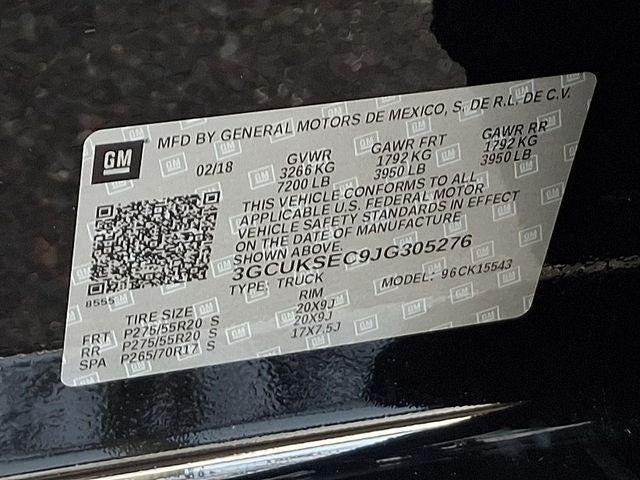 GM
MFD BY GENERAL MOTORS DE MEXICO, S. DE R.L. DE C.V.
02/18
GVWR GAWR FRT GAWR RR
3266 KG 1792 KG 1792 KG
7200 LB 3950 LB 3950 LB
THIS VEHICLE CONFORMS TO ALL
APPLICABLE U.S. FEDERAL MOTOR
VEHICLE SAFETY STANDARDS IN EFFECT
ON THE DATE OF MANUFACTURE
SHOWN ABOVE.
3GCUKSEC9JG305276
TYPE: TRUCK MODEL: 96CK15543
8555
TIRE SIZE RIM
FRT P275/55R20 S 20X9J
RR P275/55R20 S 20X9J
SPA P265/70R17 S 17X7.5J